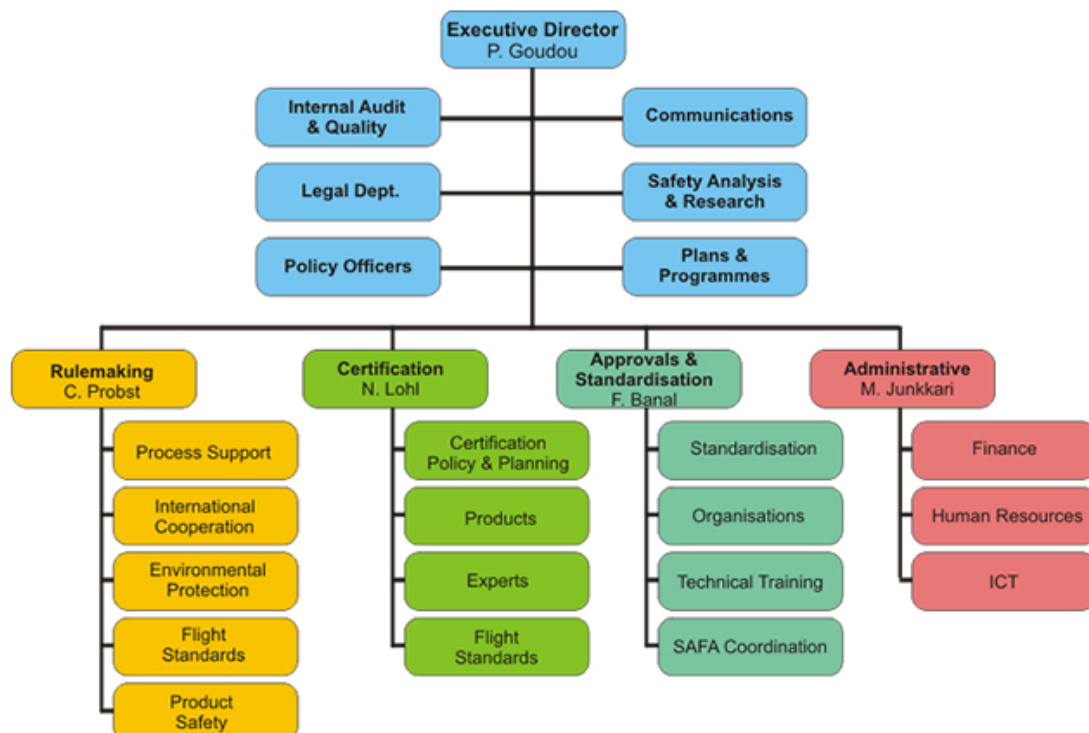 Executive Director
P. Goudou
Internal Audit
& Quality
Communications
Legal Dept.
Safety Analysis
& Research
Policy Officers
Plans &
Programmes
Rulemaking
C. Probst
Certification
N. Lohl
Approvals &
Standardisation
F. Banal
Administrative
M. Junkkari
Process Support
International
Cooperation
Environmental
Protection
Flight
Standards
Product
Safety
Certification
Policy & Planning
Products
Experts
Flight
Standards
Standardisation
Organisations
Technical Training
SAFA Coordination
Finance
Human Resources
ICT